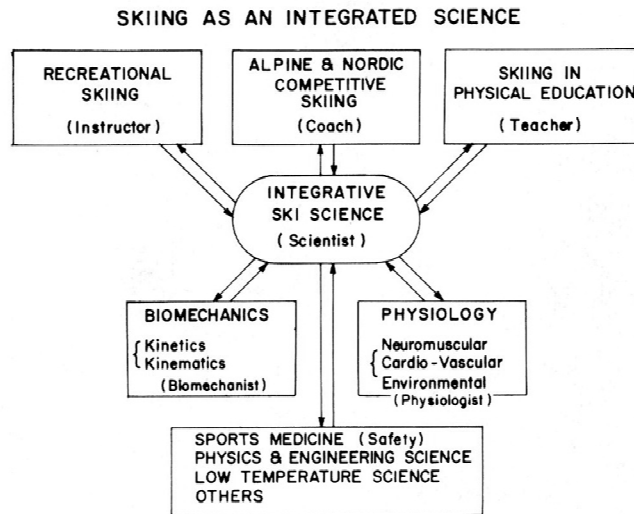 SKIING AS AN INTEGRATED SCIENCE
RECREATIONAL
SKIING
(Instructor)
ALPINE & NORDIC
COMPETITIVE
SKIING
(Coach)
SKIING IN
PHYSICAL EDUCATION
(Teacher)
INTEGRATIVE
SKI SCIENCE
(Scientist)
BIOMECHANICS
Kinetics
Kinematics
(Biomechanist)
PHYSIOLOGY
Neuromuscular
Cardio-Vascular
Environmental
(Physiologist)
SPORTS MEDICINE (Safety)
PHYSICS & ENGINEERING SCIENCE
LOW TEMPERATURE SCIENCE
OTHERS